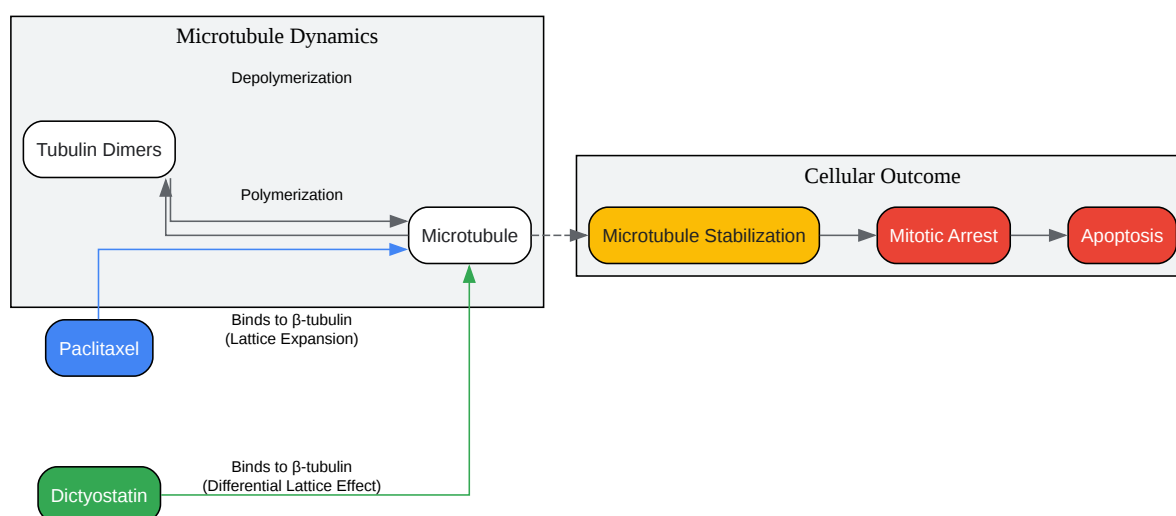 Microtubule Dynamics
Depolymerization
Tubulin Dimers
Polymerization
Microtubule
Cellular Outcome
Microtubule Stabilization
Mitotic Arrest
Apoptosis
Binds to β-tubulin
(Lattice Expansion)
Paclitaxel
Binds to β-tubulin
(Differential Lattice Effect)
Dictyostatin